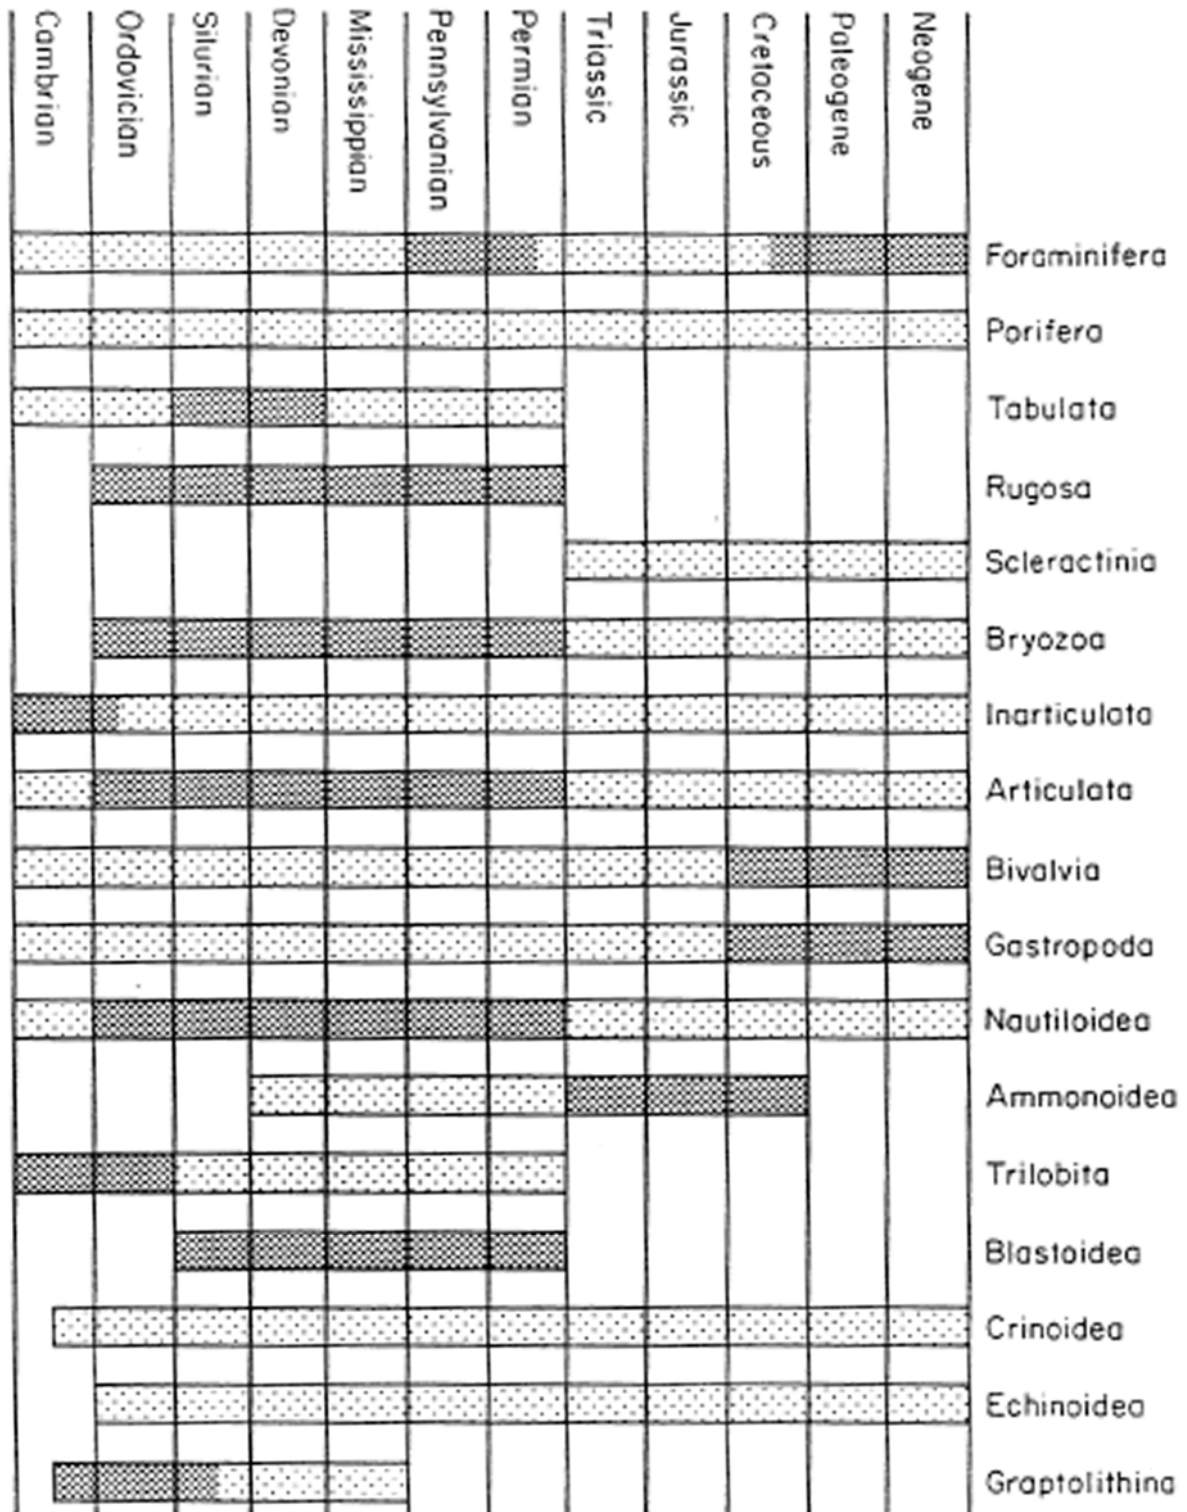 Cambrian
Ordovician
Silurian
Devonian
Mississippian
Pennsylvanian
Permian
Triassic
Jurassic
Cretaceous
Paleogene
Neogene
Foraminifera
Porifera
Tabulata
Rugosa
Scleractinia
Bryozoa
Inarticulata
Articulata
Bivalvia
Gastropoda
Nautiloidea
Ammonoidea
Trilobita
Blastoidea
Crinoidea
Echinoidea
Graptolithina